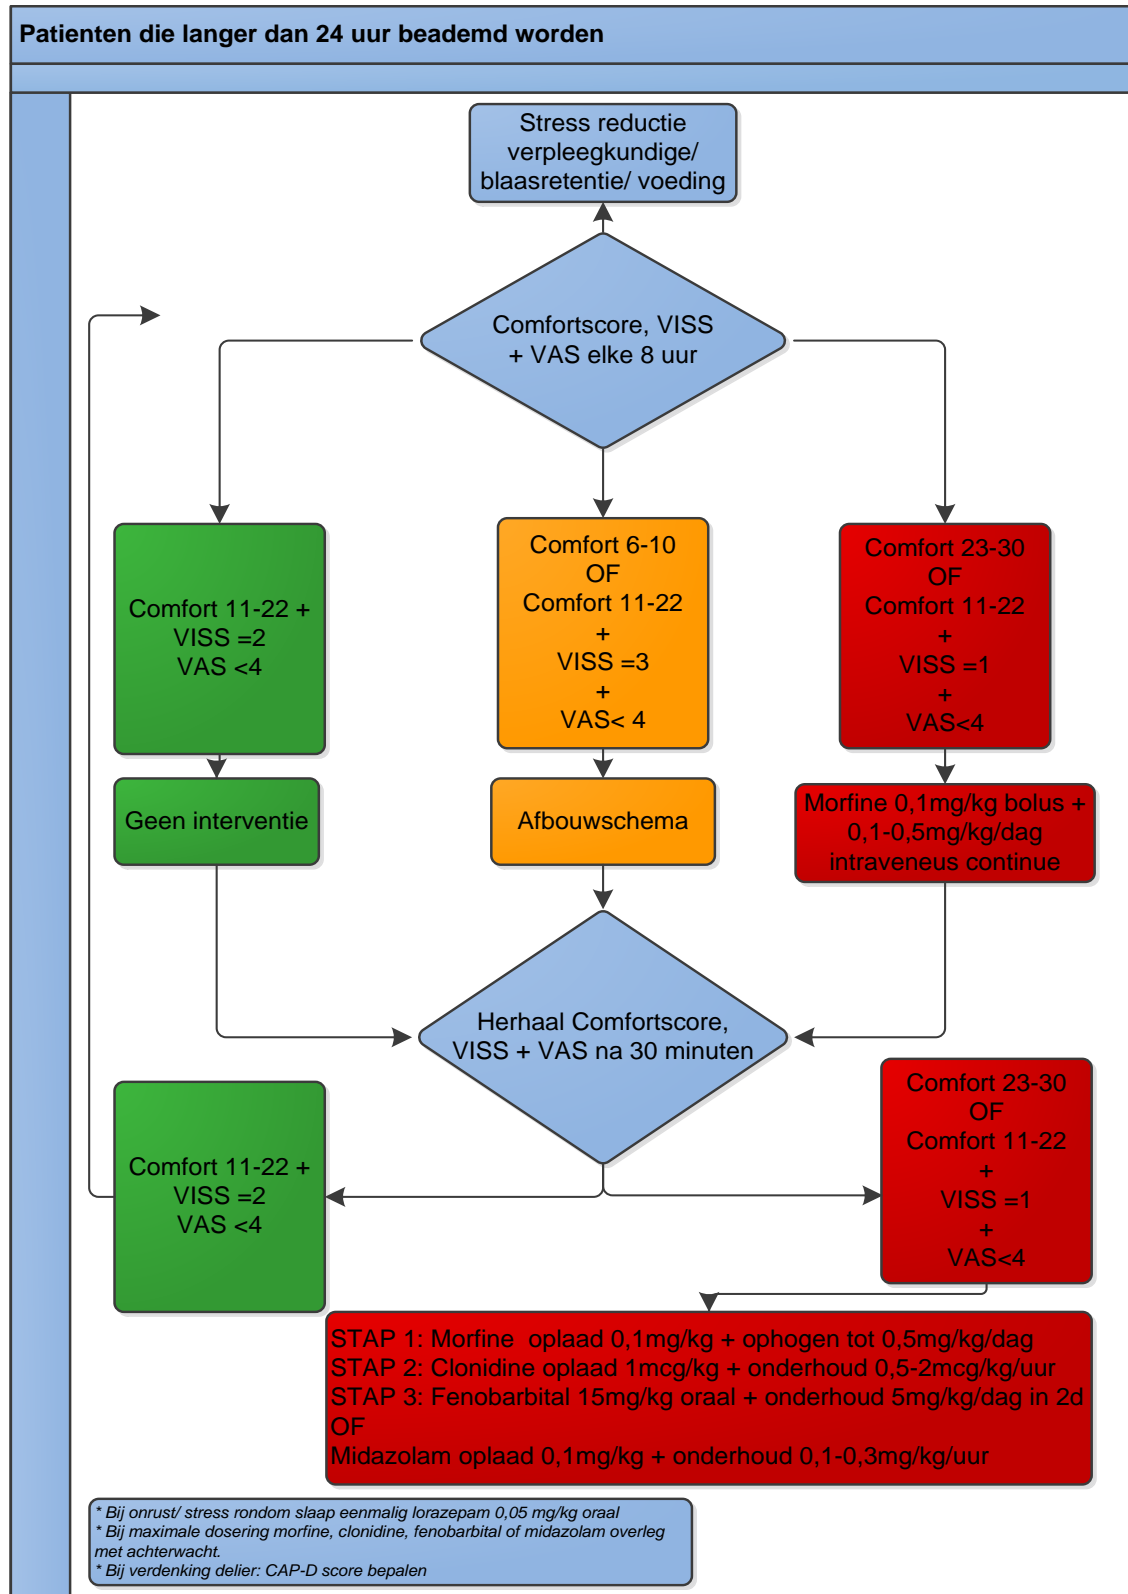 Patienten die langer dan 24 uur beademd worden
Stress reductie
verpleegkundige/
blaasretentie/ voeding
Comfortscore, VISS
+ VAS elke 8 uur
Comfort 11-22 +
VISS =2
VAS <4
Comfort 6-10
OF
Comfort 11-22
+
VISS =3
+
VAS< 4
Comfort 23-30
OF
Comfort 11-22
+
VISS =1
+
VAS<4
Geen interventie
Afbouwschema
Morfine 0,1mg/kg bolus +
0,1-0,5mg/kg/dag
intraveneus continue
Herhaal Comfortscore,
VISS + VAS na 30 minuten
Comfort 11-22 +
VISS =2
VAS <4
Comfort 23-30
OF
Comfort 11-22
+
VISS =1
+
VAS<4
STAP 1: Morfine  oplaad 0,1mg/kg + ophogen tot 0,5mg/kg/dag
STAP 2: Clonidine oplaad 1mcg/kg + onderhoud 0,5-2mcg/kg/uur
STAP 3: Fenobarbital 15mg/kg oraal + onderhoud 5mg/kg/dag in 2d
OF
Midazolam oplaad 0,1mg/kg + onderhoud 0,1-0,3mg/kg/uur
* Bij onrust/ stress rondom slaap eenmalig lorazepam 0,05 mg/kg oraal
* Bij maximale dosering morfine, clonidine, fenobarbital of midazolam overleg
met achterwacht.
* Bij verdenking delier: CAP-D score bepalen